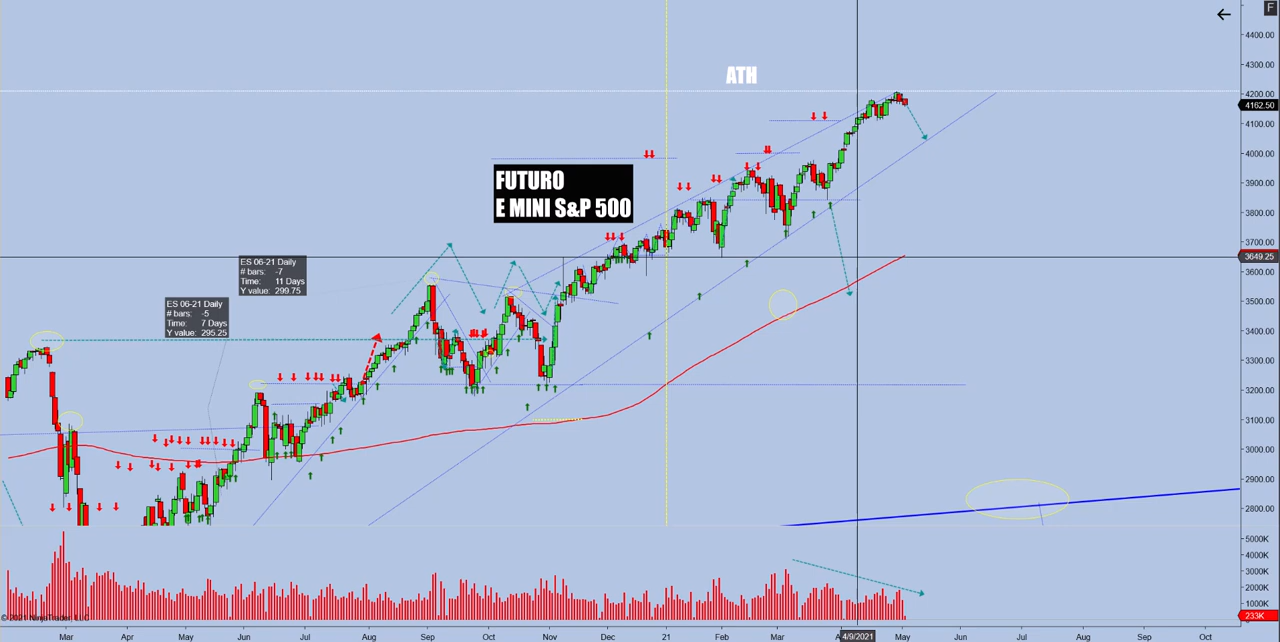 F
ATH
FUTURO
E MINI S&P 500
ES 06-21 Daily
# bars: -7
Time: 11 Days
Y value: 299.75
ES 06-21 Daily
# bars: -5
Time: 7 Days
Y value: 295.25
4400.00
4300.00
4200.00
4162.50
4100.00
4000.00
3900.00
3800.00
3700.00
3649.25
3600.00
3500.00
3400.00
3300.00
3200.00
3100.00
3000.00
2900.00
2800.00
5000K
4000K
3000K
2000K
1000K
233K
© 2021 NinjaTrader, LLC
Mar Apr May Jun Jul Aug Sep Oct Nov Dec 21 Feb Mar 4/9/2021 May Jun Jul Aug Sep Oct